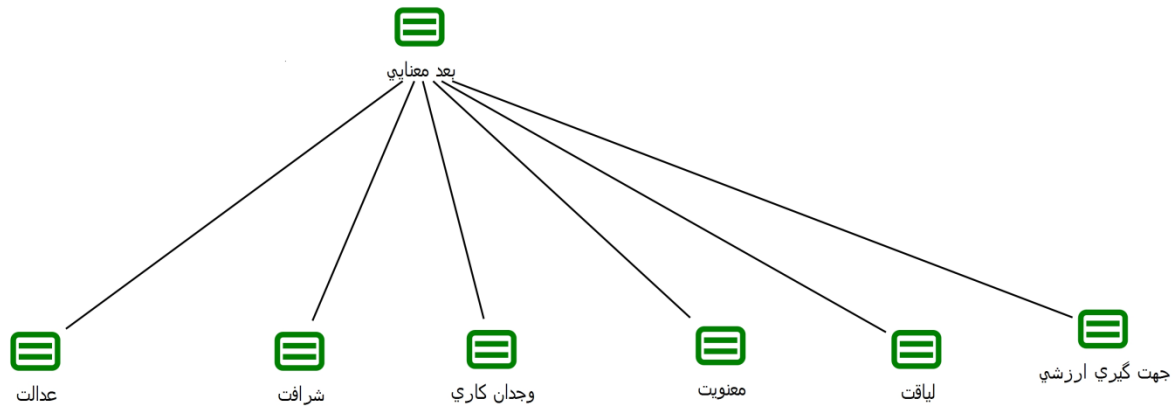 بعد معنايي
جهت گيري ارزشي
لياقت
معنويت
وجدان كاري
شرافت
عدالت